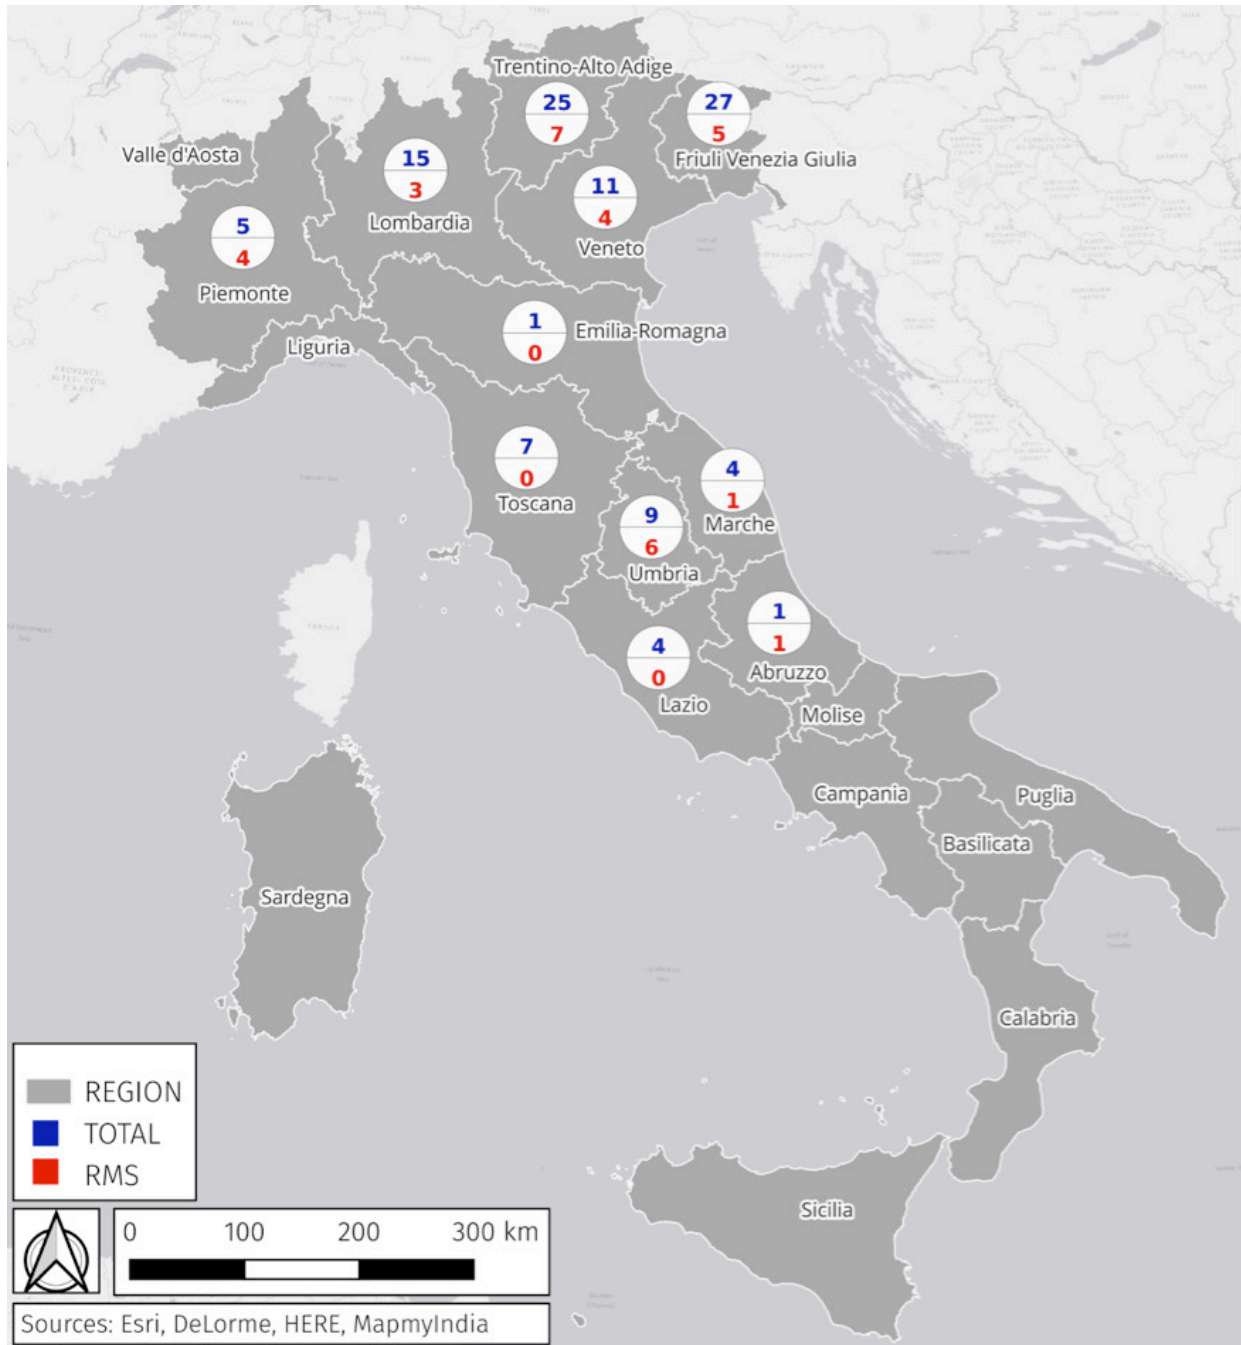 Trentino-Alto Adige
25
7
27
5
Friuli Venezia Giulia
Valle d'Aosta
15
3
Lombardia
11
4
Veneto
5
4
Piemonte
1
0
Emilia-Romagna
Liguria
7
0
Toscana
4
1
Marche
9
6
Umbria
1
1
Abruzzo
4
0
Lazio
Molise
Campania
Puglia
Basilicata
Sardegna
Calabria
Sicilia
REGION
TOTAL
RMS
0 100 200 300 km
Sources: Esri, DeLorme, HERE, MapmyIndia